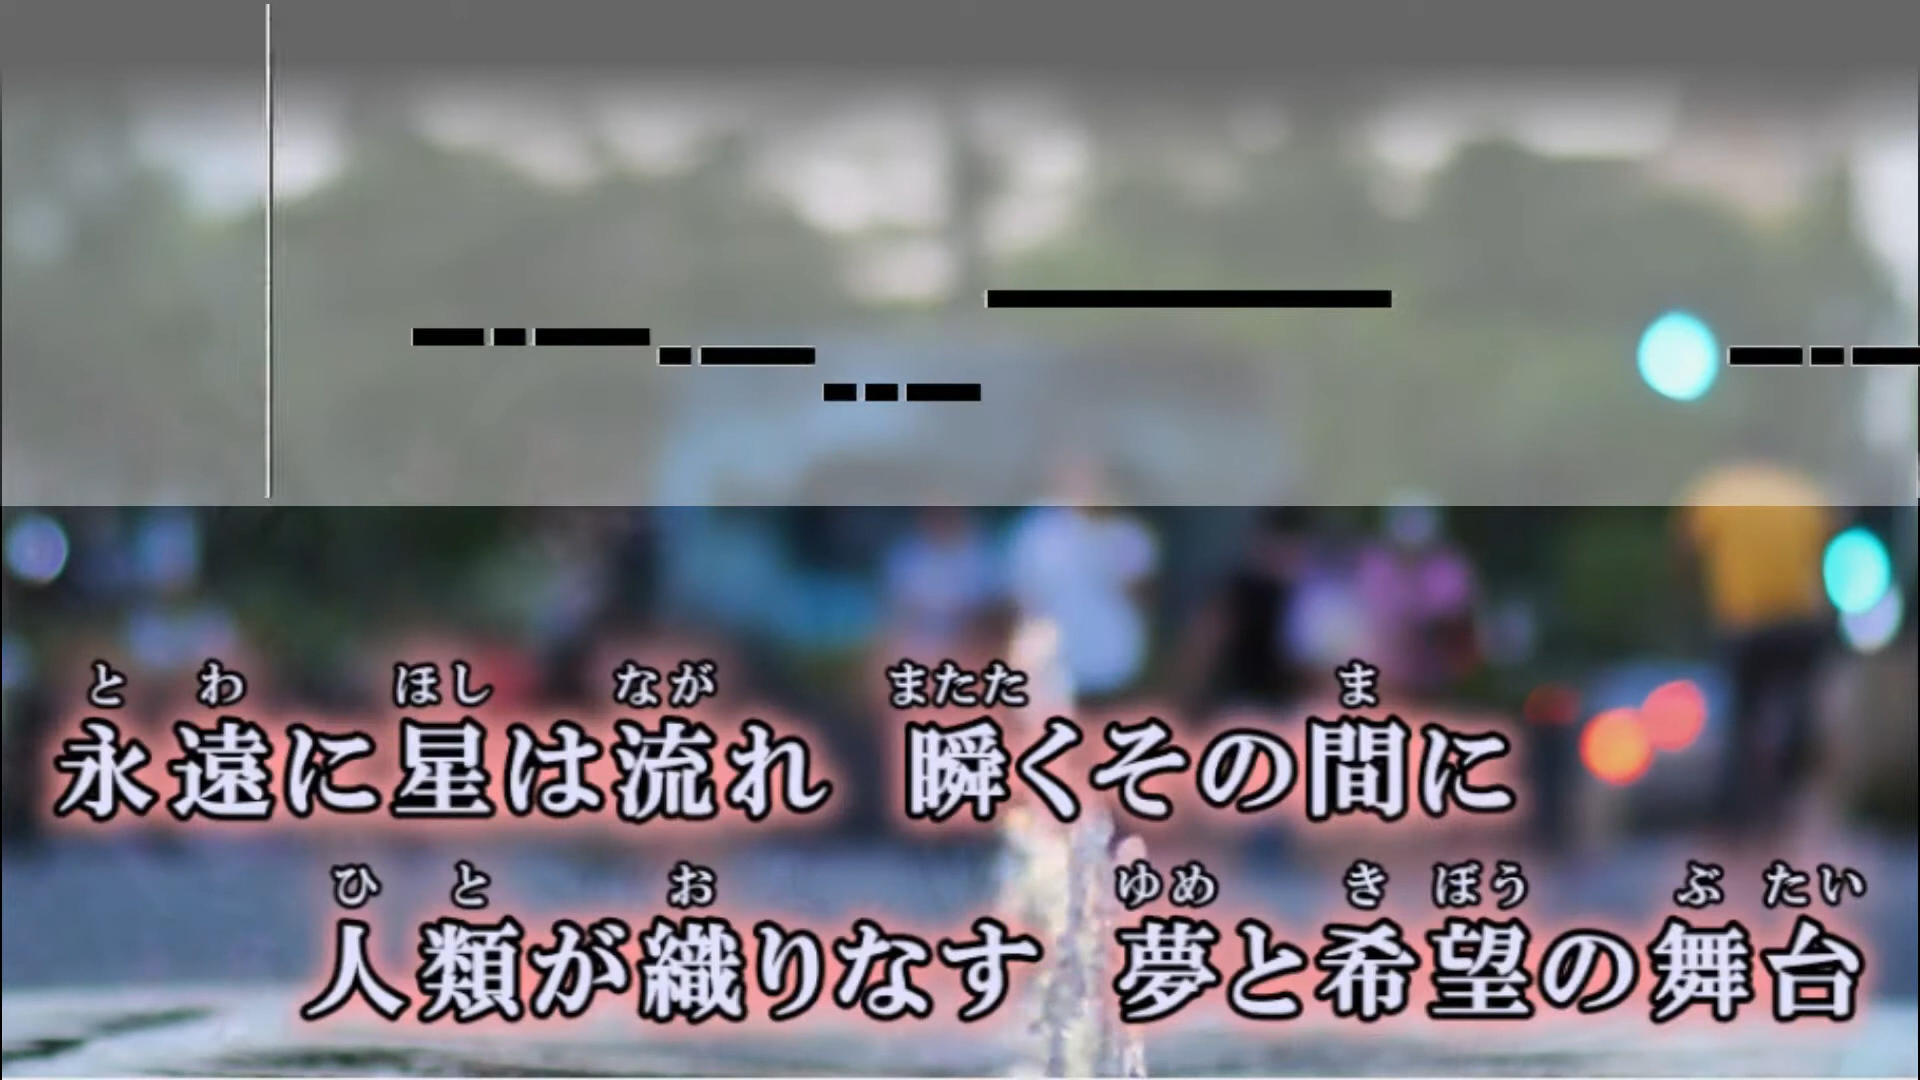 とわ ほし なが またた ま
永遠に星は流れ 瞬くその間に
ひと お ゆめ きぼう ぶたい
人類が織りなす 夢と希望の舞台